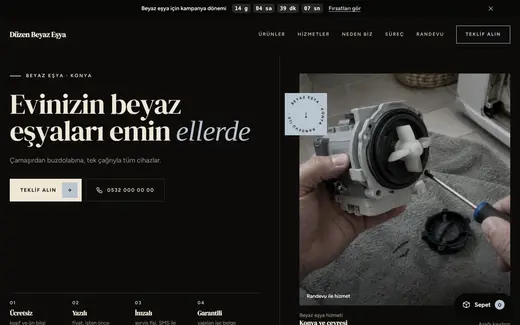 Beyaz eşya için kampanya dönemi 14 g 04 sa 39 dk 07 sn Fırsatları gör
Düzen Beyaz Eşya
ÜRÜNLER HİZMETLER NEDEN BİZ SÜREÇ RANDEVU TEKLİF ALIN
BEYAZ EŞYA · KONYA
Evinizin beyaz
eşyaları emin ellerde
Çamaşırdan buzdolabına, tek çağrıyla tüm cihazlar.
TEKLİF ALIN
0532 000 00 00
BEYAZ EŞYA · KONYA
Randevu ile hizmet
01 02 03 04
Ücretsiz Yazılı İmzalı Garantili
Beyaz eşya hizmeti
Konya ve çevresi
Sepet 0